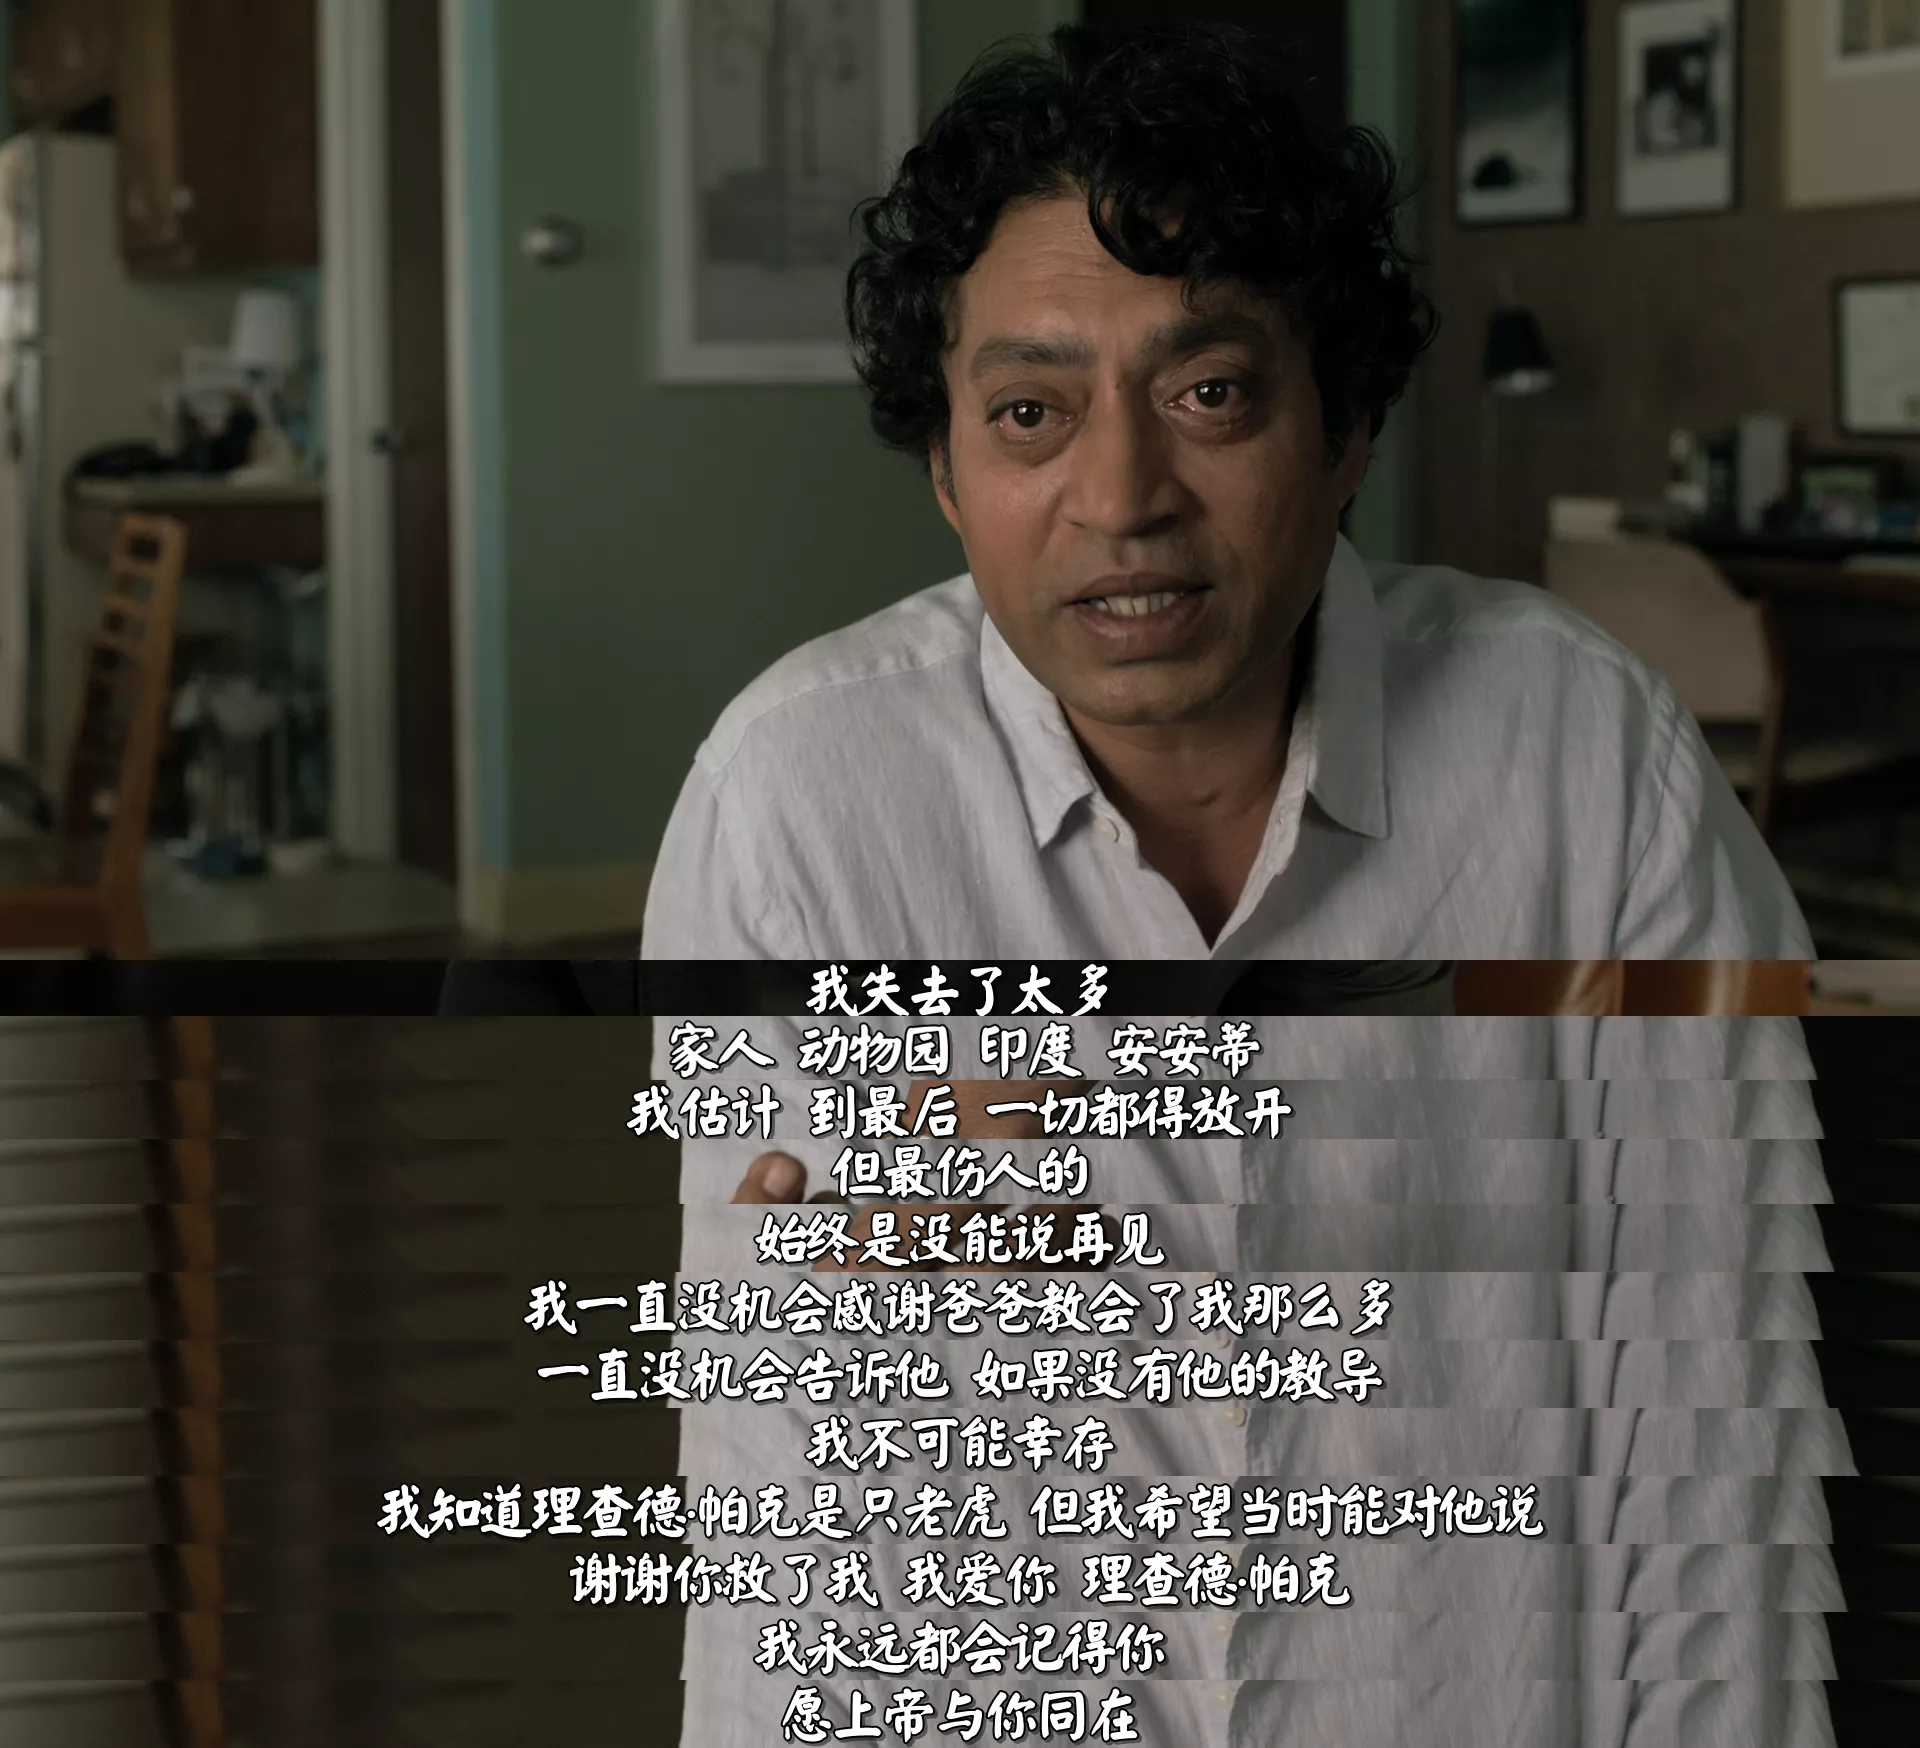 我失去了太多
家人 动物园 印度 安安蒂
我估计 到最后 一切都得放开
但最伤人的
始终是没能说再见
我一直没机会感谢爸爸教会了我那么多
一直没机会告诉他 如果没有他的教导
我不可能幸存
我知道理查德·帕克是只老虎 但我希望当时能对他说
谢谢你救了我 我爱你 理查德·帕克
我永远都会记得你
愿上帝与你同在